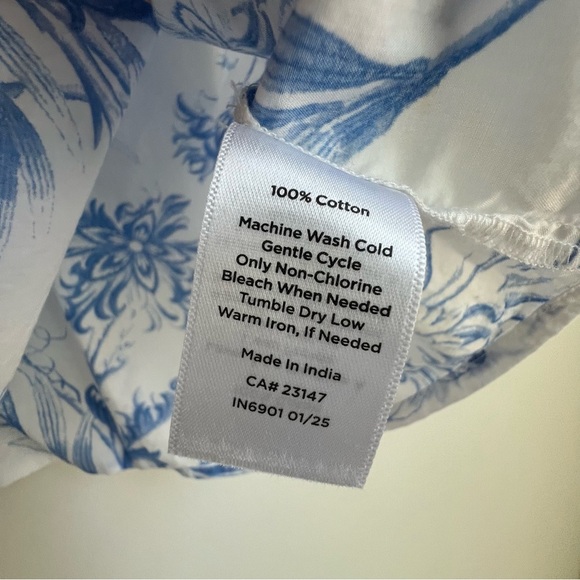 100% Cotton
Machine Wash Cold
Gentle Cycle
Only Non-Chlorine
Bleach When Needed
Tumble Dry Low
Warm Iron, If Needed
Made In India
CA# 23147
IN6901 01/25